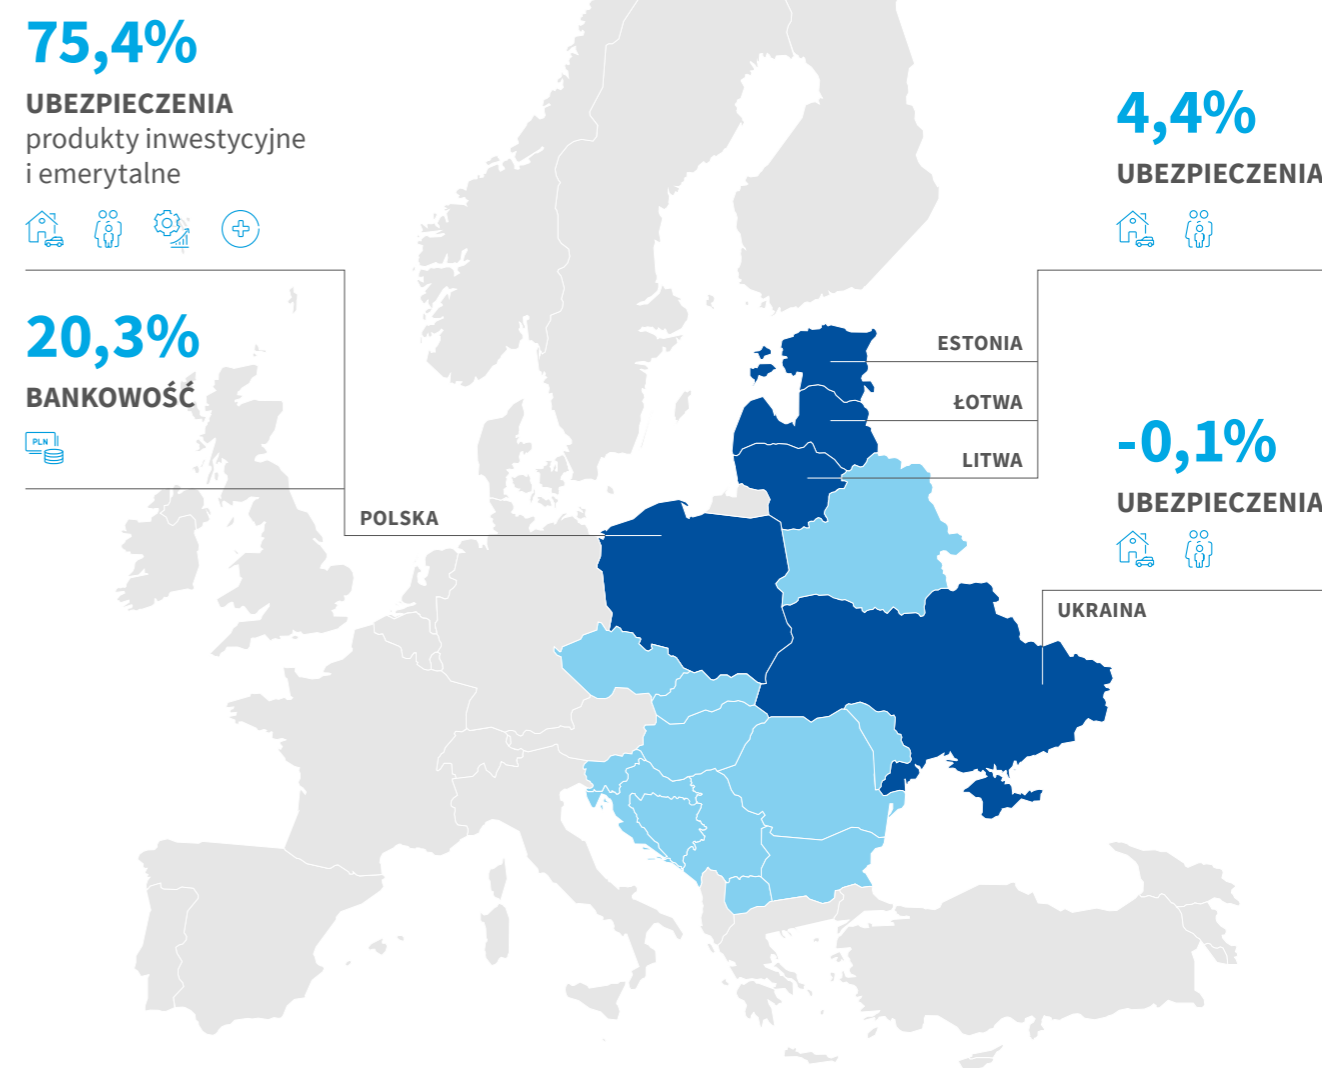 75,4%
UBEZPIECZENIA
produkty inwestycyjne
i emerytalne
20,3%
BANKOWOŚĆ
PLN
POLSKA
4,4%
UBEZPIECZENIA
ESTONIA
ŁOTWA
LITWA
-0,1%
UBEZPIECZENIA
UKRAINA